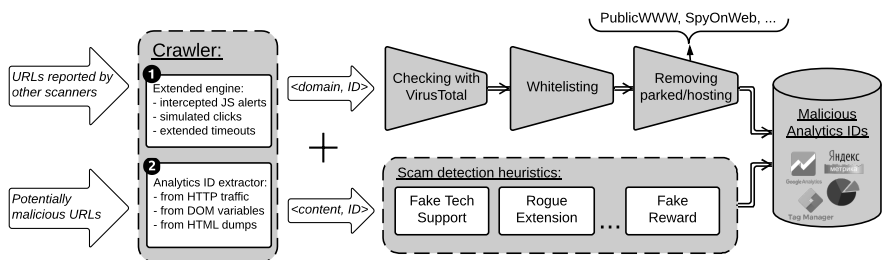 PublicWWW, SpyOnWeb, ...
Crawler:
URLs reported by
other scanners
1
Extended engine:
- intercepted JS alerts
- simulated clicks
- extended timeouts
<domain, ID>
Checking with
VirusTotal
Whitelisting
Removing
parked/hosting
Malicious
Analytics IDs
Яндекс
метрика
GoogleAnalytics
Tag Manager
+
Potentially
malicious URLs
2
Analytics ID extractor:
- from HTTP traffic
- from DOM variables
- from HTML dumps
<content, ID>
Scam detection heuristics:
Fake Tech
Support
Rogue
Extension
...
Fake
Reward